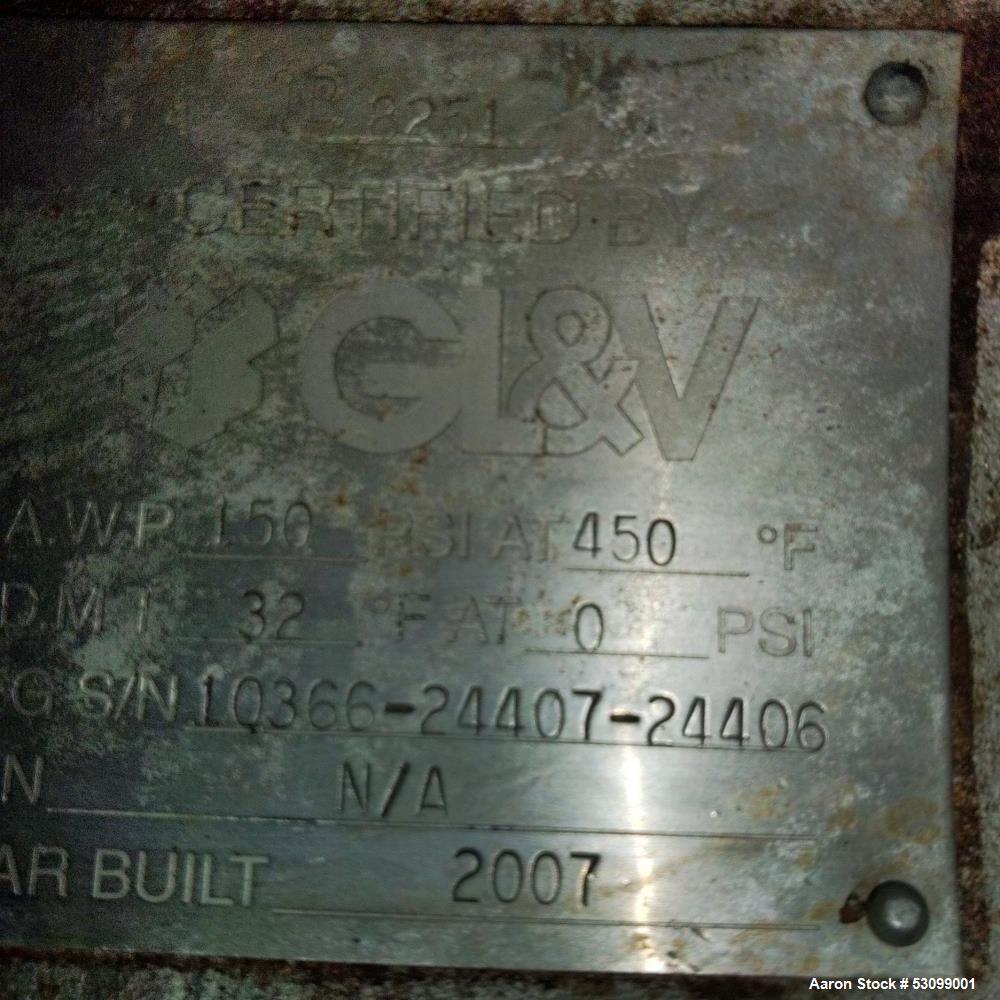 8251
CERTIFIED BY
GL&V
A.W.P. 150 PSI AT 450 °F
D.M.T 32 °F AT 0 PSI
G S/N 10366-24407-24406
N N/A
AR BUILT 2007
Aaron Stock # 53099001